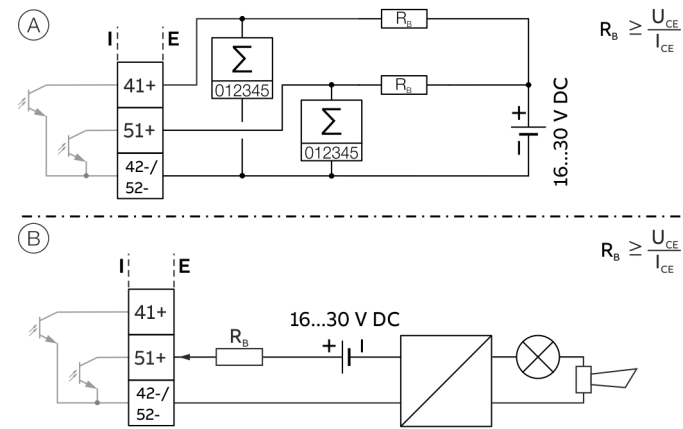 A
I E
R_B
R_B ≥ U_CE / I_CE
Σ
41+
012345
R_B
51+
Σ
+
−
16...30 V DC
42-/
52-
012345
B
I E
R_B ≥ U_CE / I_CE
41+
16...30 V DC
R_B
+ −
51+
42-/
52-